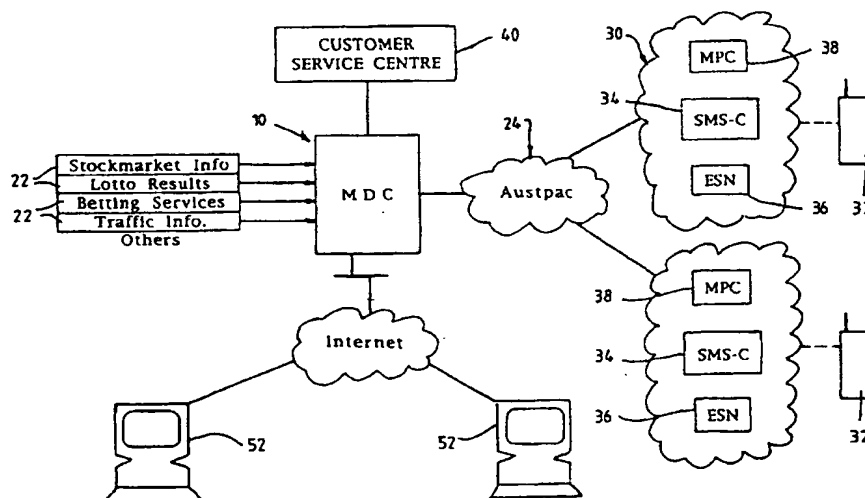 CUSTOMER
SERVICE CENTRE
40
30
MPC
38
34
SMS-C
10
24
ESN
36
22
Stockmarket Info
Lotto Results
22
Betting Services
Traffic Info.
Others
MDC
Austpac
38
MPC
34
SMS-C
36
ESN
32
Internet
52
52